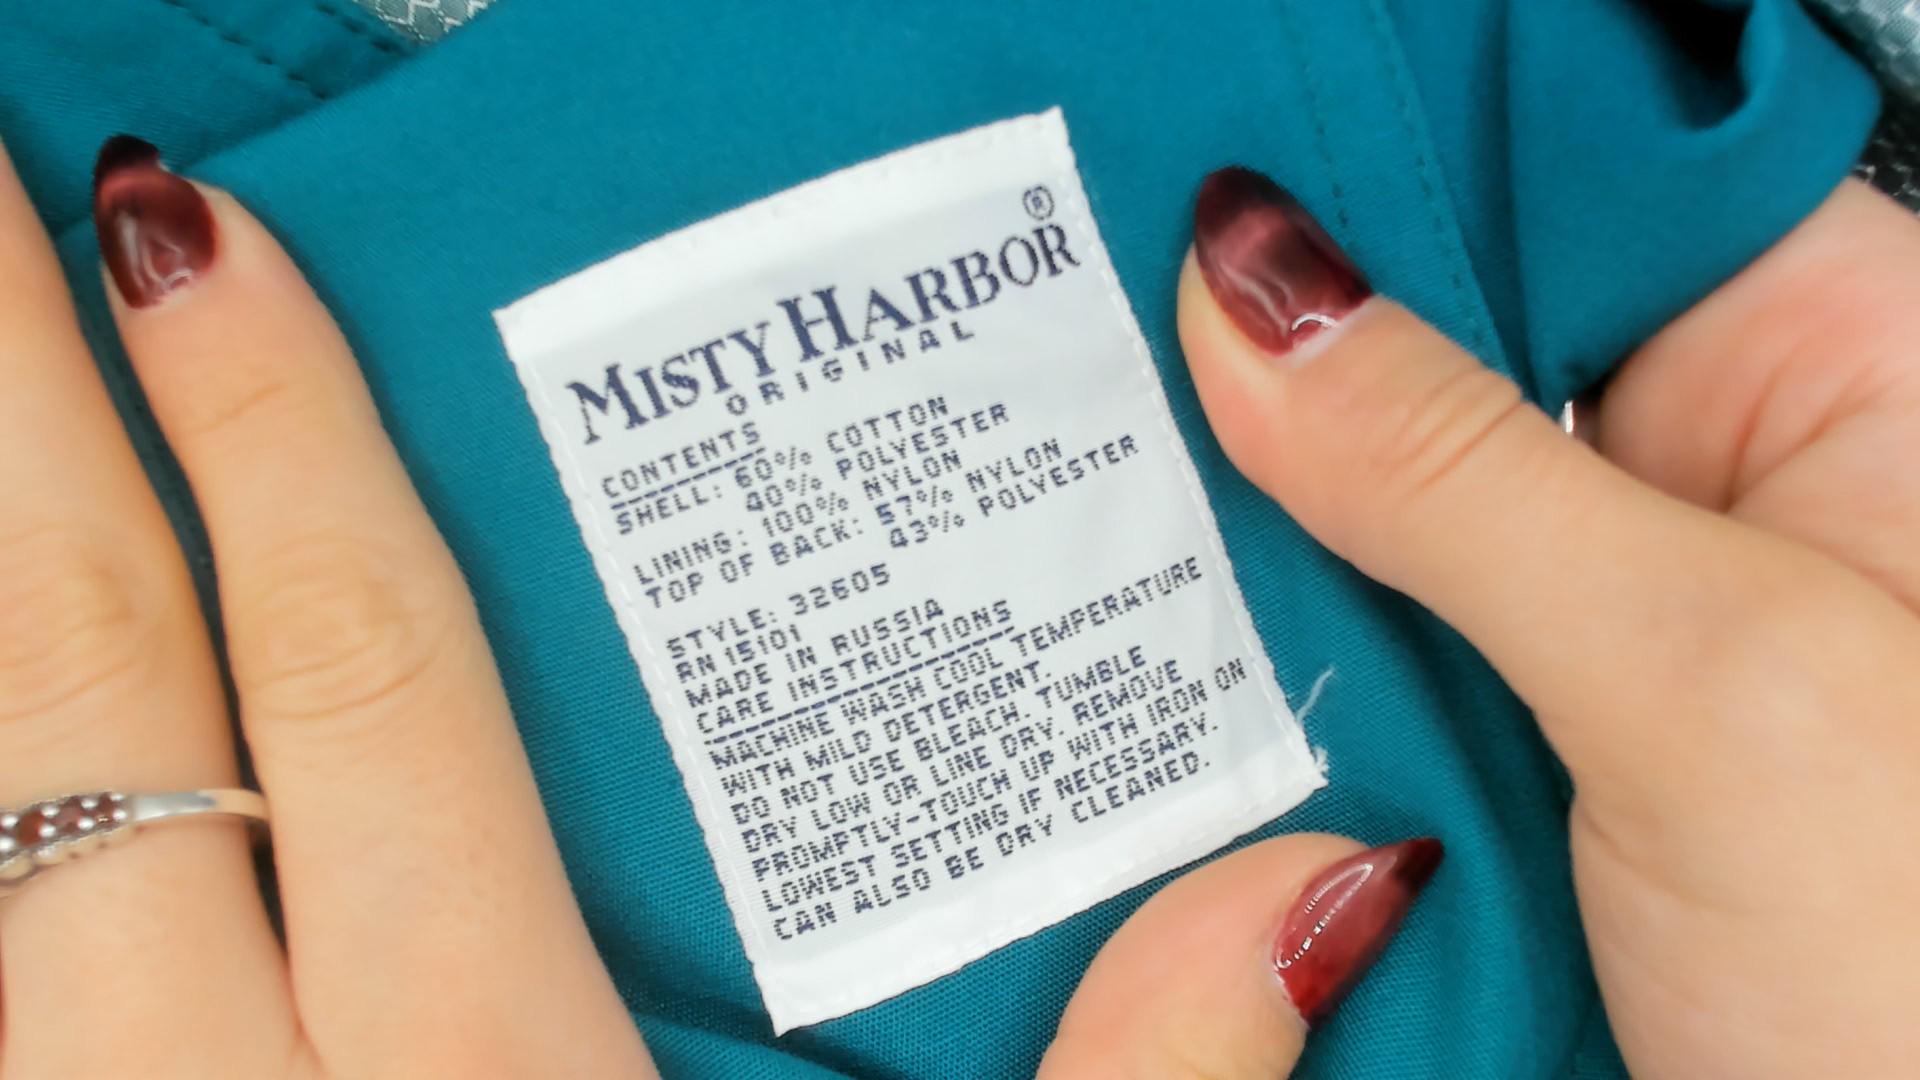 MISTY HARBOR®
ORIGINAL
CONTENTS
SHELL: 60% COTTON
40% POLYESTER
LINING: 100% NYLON
TOP OF BACK: 57% NYLON
43% POLYESTER
STYLE: 32605
RN 15101
MADE IN RUSSIA
CARE INSTRUCTIONS
MACHINE WASH COOL TEMPERATURE
WITH MILD DETERGENT.
DO NOT USE BLEACH. TUMBLE
DRY LOW OR LINE DRY. REMOVE
PROMPTLY-TOUCH UP WITH IRON ON
LOWEST SETTING IF NECESSARY.
CAN ALSO BE DRY CLEANED.